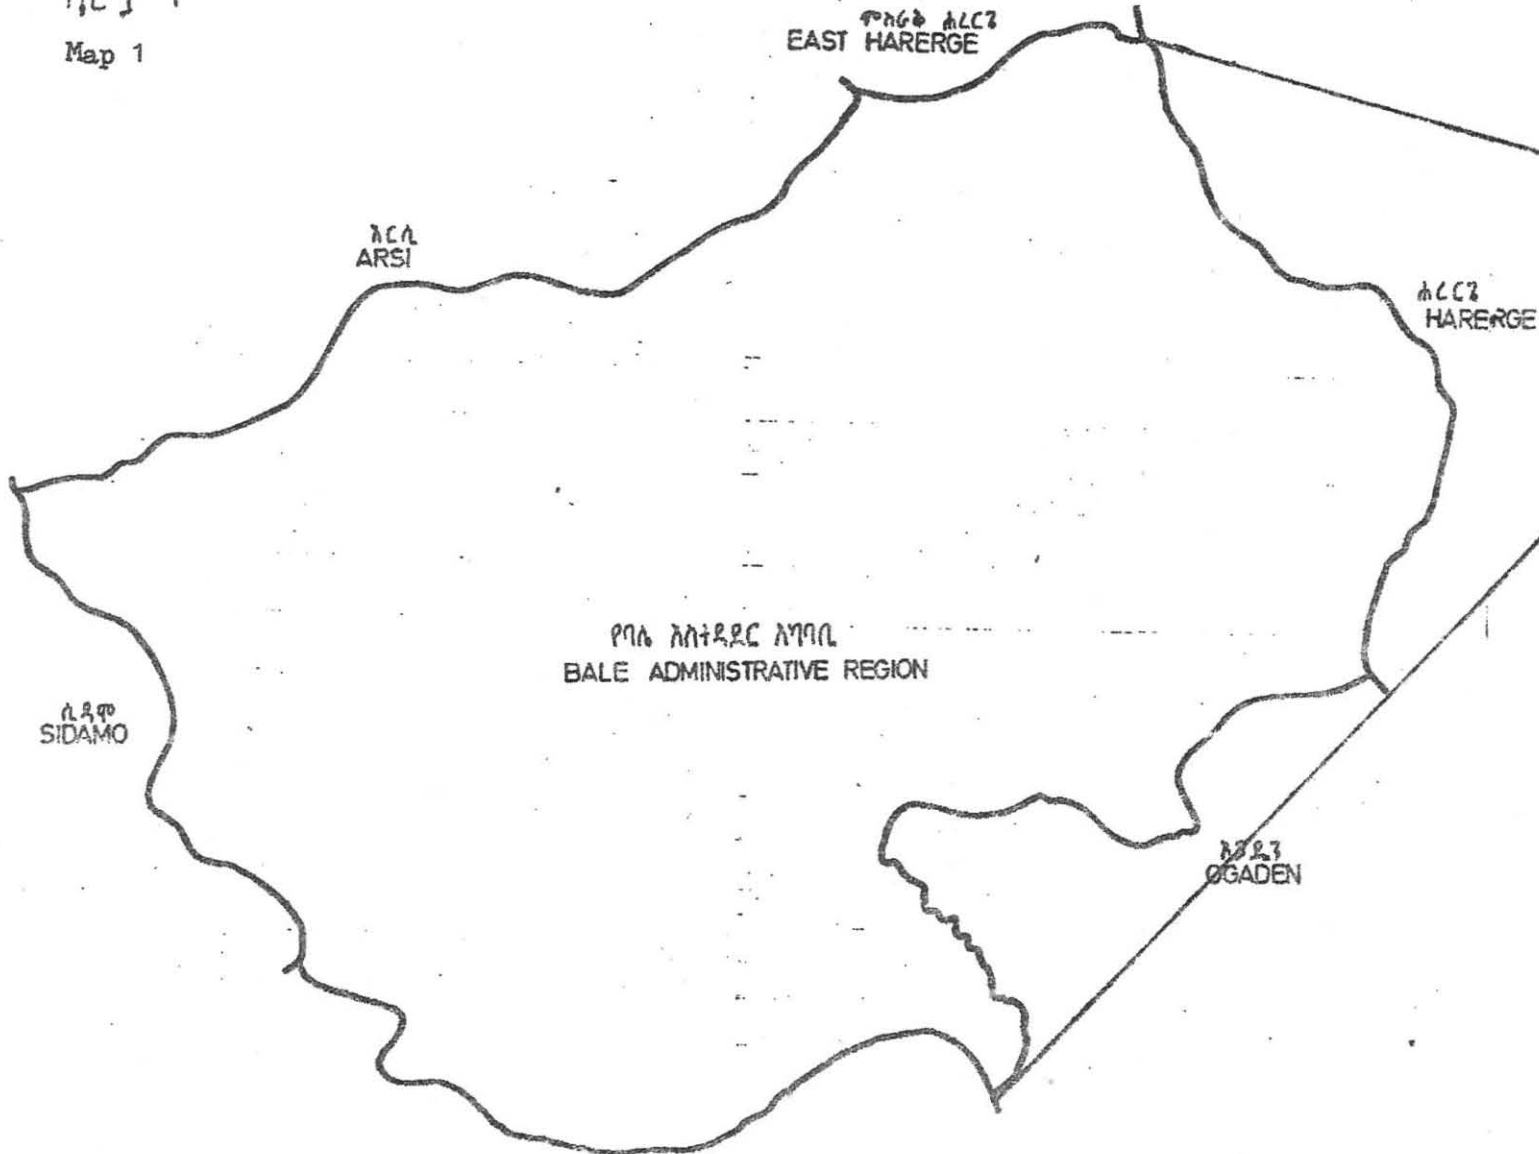 Map 1
ምስራቅ ሐረርጌ
EAST HARERGE
አርሲ
ARSI
ሐረርጌ
HARERGE
የባሌ አስተዳደር አካባቢ
BALE ADMINISTRATIVE REGION
ሲዳሞ
SIDAMO
ኦጋዴን
OGADEN